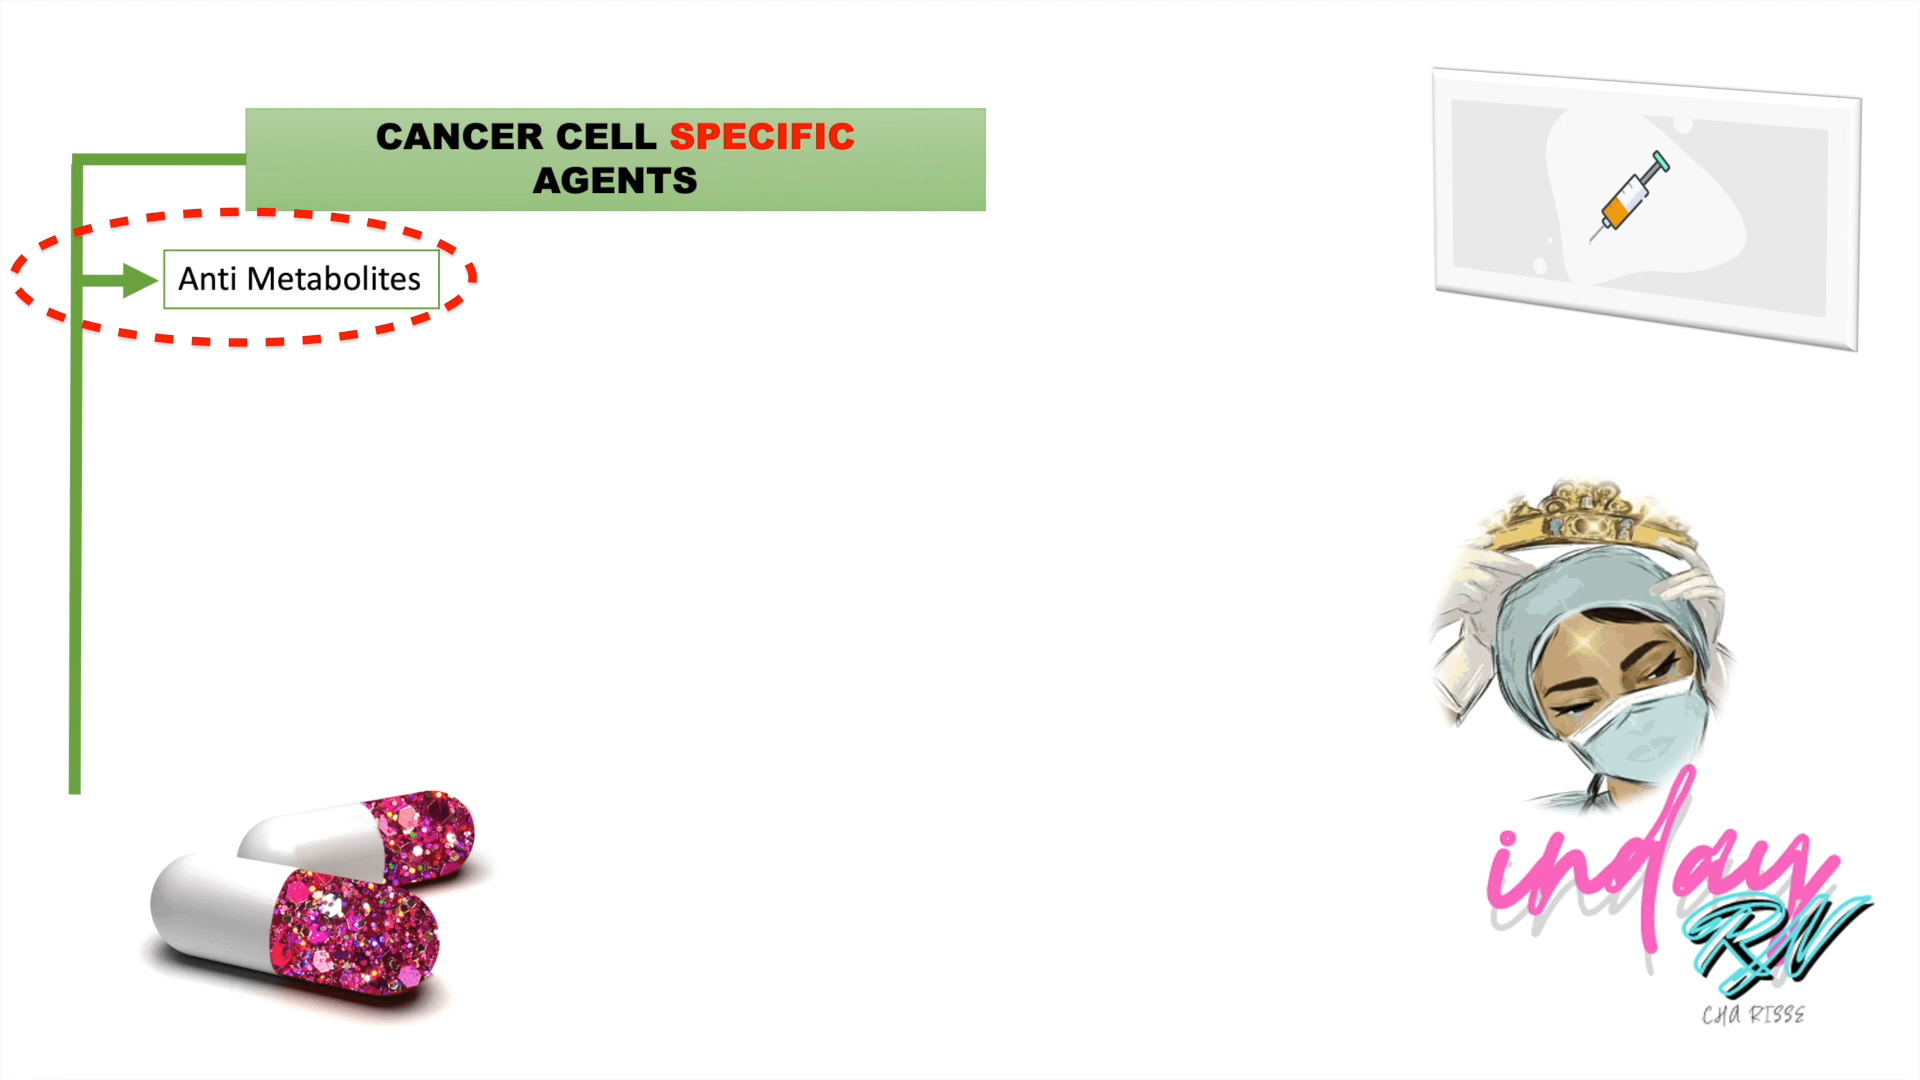 CANCER CELL SPECIFIC
AGENTS
Anti Metabolites
inday
RN
CHA RISSE